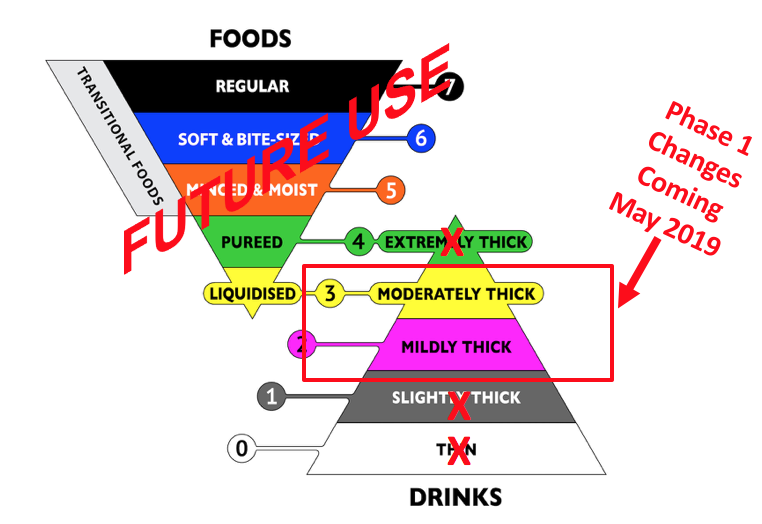 FOODS
TRANSITIONAL FOODS
REGULAR
7
SOFT & BITE-SIZED
6
MINCED & MOIST
5
FUTURE USE
PUREED
4
EXTREMELY THICK
X
LIQUIDISED
3
MODERATELY THICK
2
MILDLY THICK
1
SLIGHTLY THICK
X
0
THIN
X
DRINKS
Phase 1
Changes
Coming
May 2019